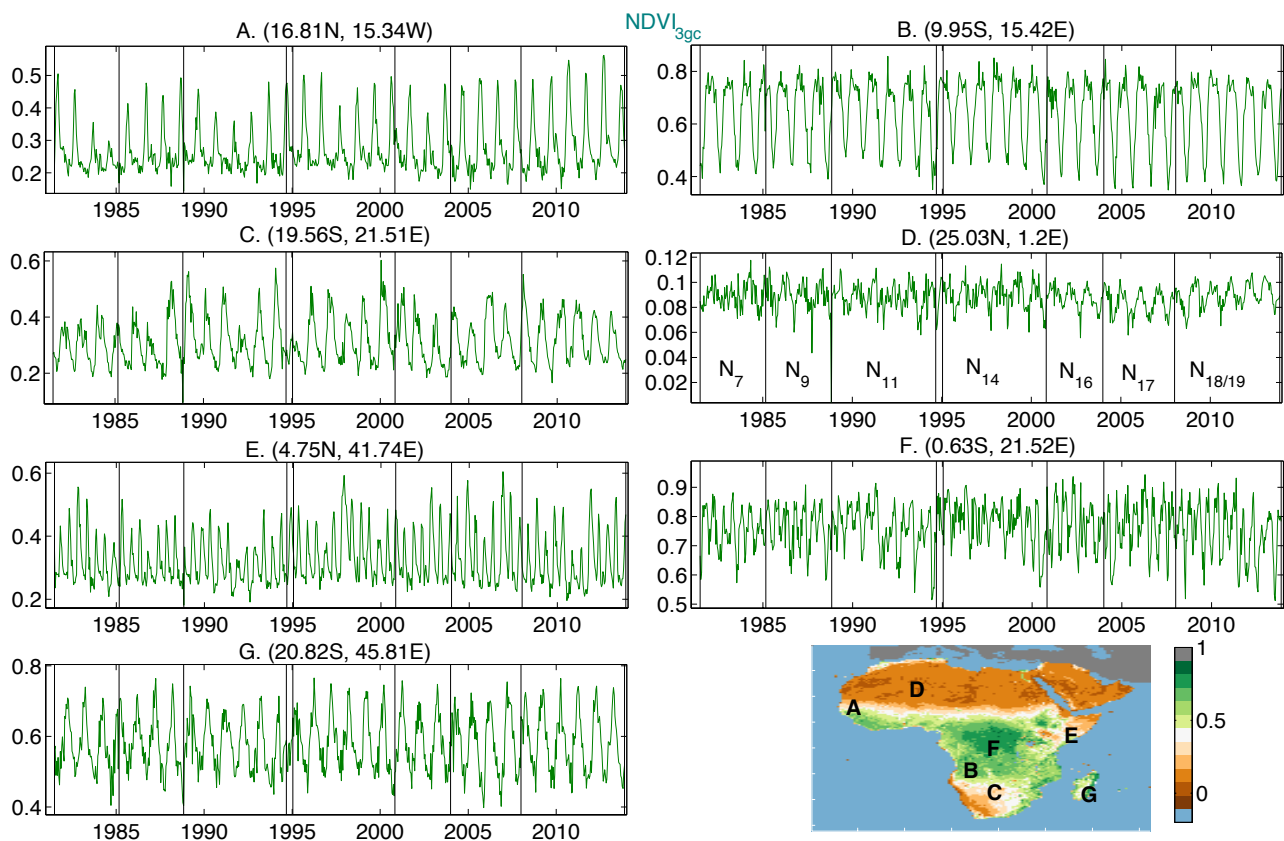 NDVI3gc
A. (16.81N, 15.34W)
0.5
0.4
0.3
0.2
1985 1990 1995 2000 2005 2010
B. (9.95S, 15.42E)
0.8
0.6
0.4
1985 1990 1995 2000 2005 2010
C. (19.56S, 21.51E)
0.6
0.4
0.2
1985 1990 1995 2000 2005 2010
D. (25.03N, 1.2E)
0.12
0.1
0.08
0.06
0.04
0.02
N7 N9 N11 N14 N16 N17 N18/19
1985 1990 1995 2000 2005 2010
E. (4.75N, 41.74E)
0.6
0.4
0.2
1985 1990 1995 2000 2005 2010
F. (0.63S, 21.52E)
0.9
0.8
0.7
0.6
0.5
1985 1990 1995 2000 2005 2010
G. (20.82S, 45.81E)
0.8
0.6
0.4
1985 1990 1995 2000 2005 2010
D
A
E
F
B
C
G
1
0.5
0